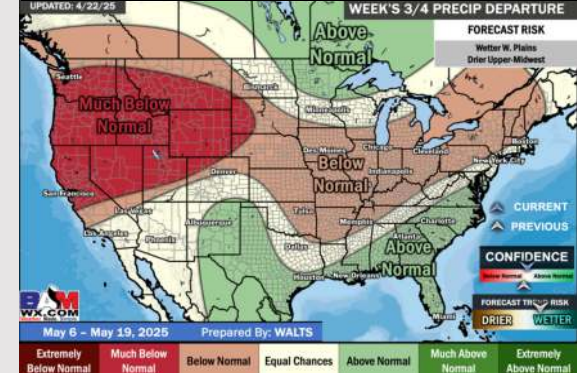 UPDATED: 4/22/25
WEEK'S 3/4 PRECIP DEPARTURE
FORECAST RISK
Wetter W. Plains
Drier Upper-Midwest
Above
Normal
Seattle
Bismarck
Minneapolis
Much Below
Normal
Boston
Des Moines
Chicago
Cleveland
New York City
Below
Normal
Indianapolis
Denver
San Francisco
Las Vegas
Tulsa
Memphis
Charlotte
Los Angeles
Phoenix
Albuquerque
Dallas
Atlanta
Above
Normal
Houston
New Orleans
Miami
CURRENT
PREVIOUS
CONFIDENCE
Below Normal
Above Normal
FORECAST TREND RISK
DRIER
WETTER
BAM
WX.COM
May 6 – May 19, 2025
Prepared By: WALTS
Extremely
Below Normal
Much Below
Normal
Below Normal
Equal Chances
Above Normal
Much Above
Normal
Extremely
Above Normal